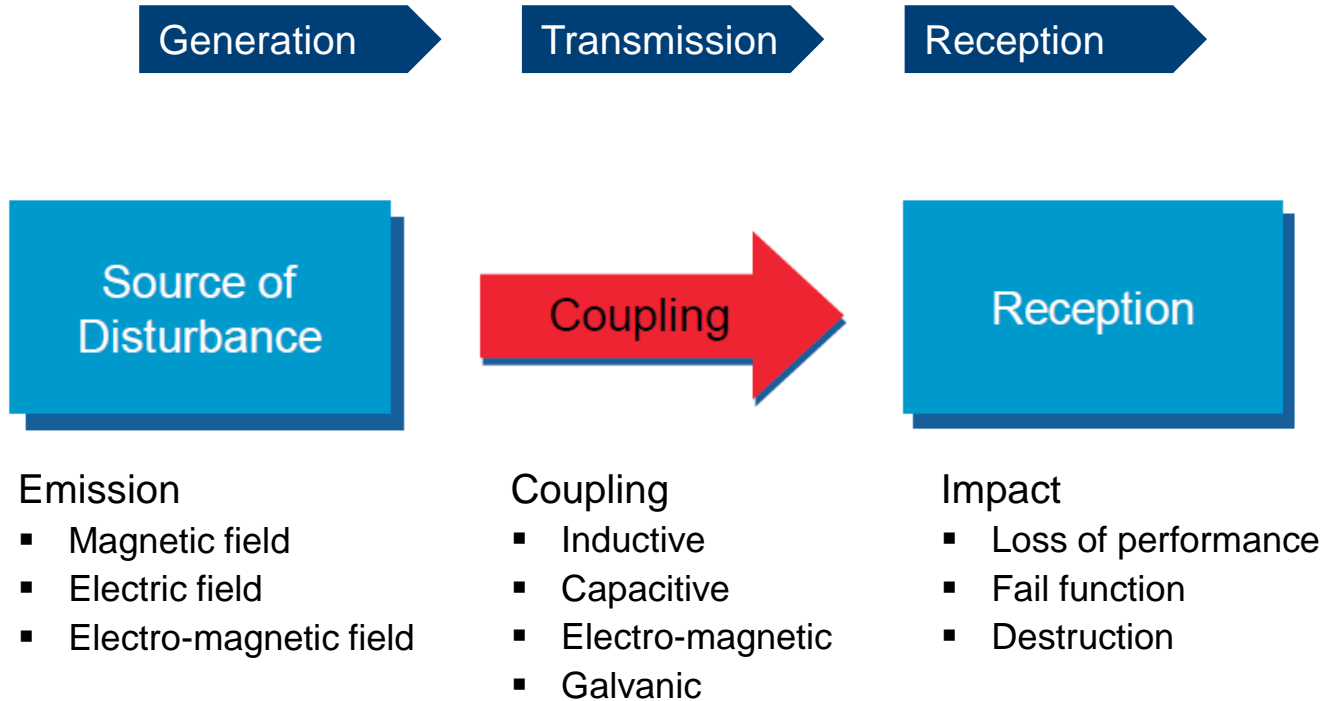 Generation
Transmission
Reception
Source of
Disturbance
Coupling
Reception
Emission
▪ Magnetic field
▪ Electric field
▪ Electro-magnetic field
Coupling
▪ Inductive
▪ Capacitive
▪ Electro-magnetic
▪ Galvanic
Impact
▪ Loss of performance
▪ Fail function
▪ Destruction